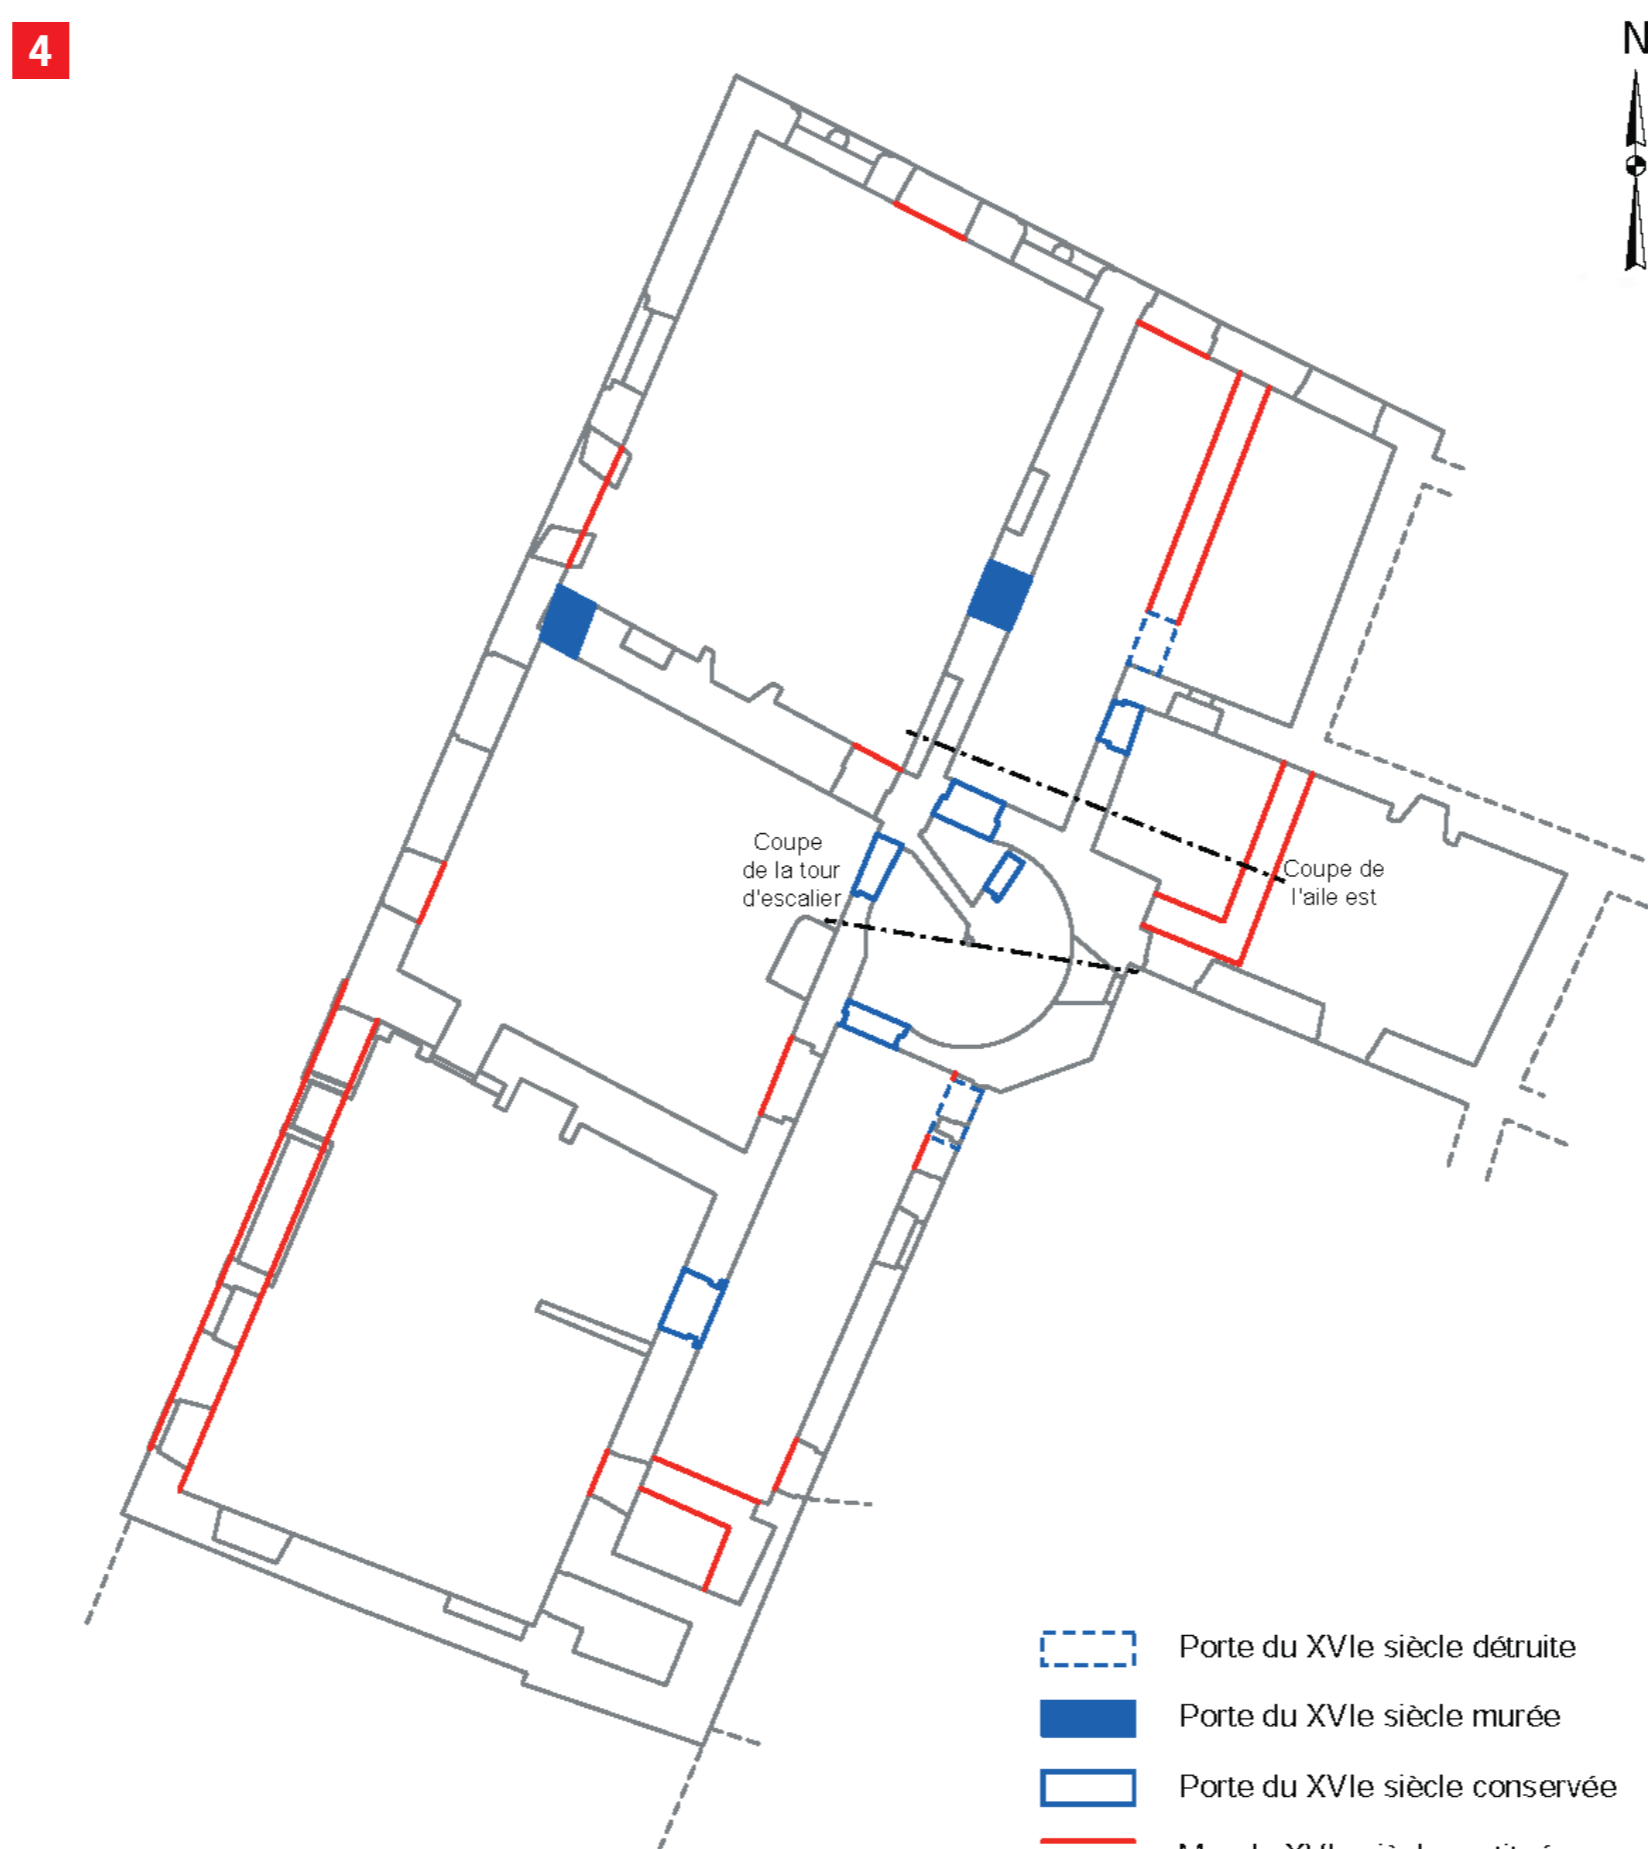 4
N
Coupe
de la tour
d'escalier
Coupe de
l'aile est
Porte du XVIe siècle détruite
Porte du XVIe siècle murée
Porte du XVIe siècle conservée